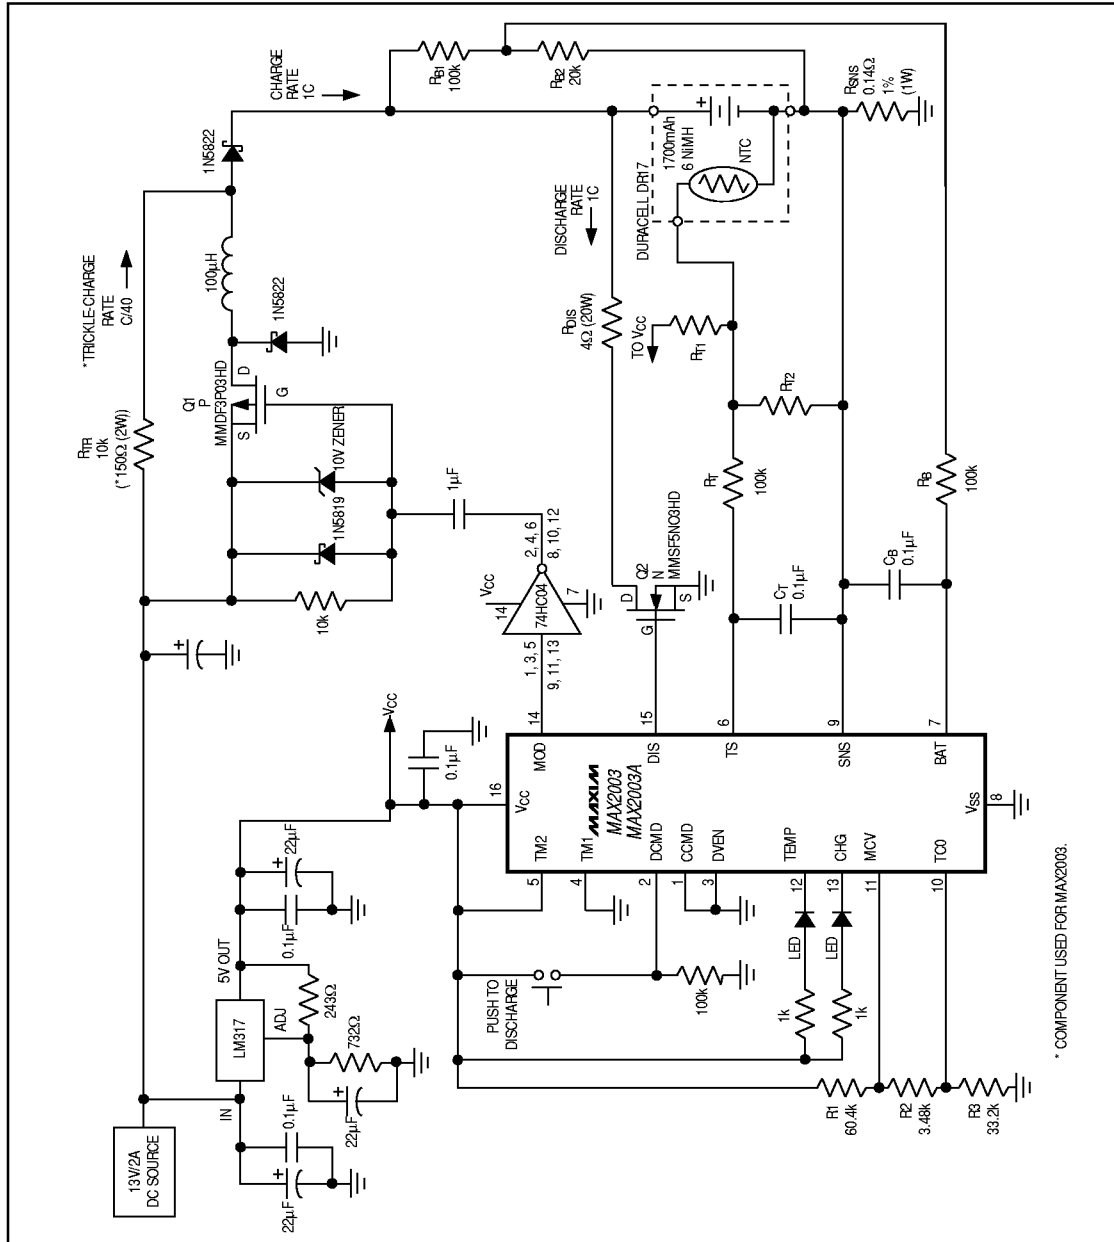 13V/2A
DC SOURCE
IN
22µF
0.1µF
LM317
ADJ
5V OUT
243Ω
732Ω
22µF
0.1µF
22µF
VCC
0.1µF
RTR
10k
(*150Ω (2W))
*TRICKLE-CHARGE
RATE
C/40
10k
1N5819
10V ZENER
Q1
P
MMDF3P03HD
S
D
G
1N5822
100µH
1N5822
CHARGE
RATE
1C
RB1
100k
RB2
20k
1µF
2, 4, 6
8, 10, 12
VCC
14
74HC04
7
1, 3, 5
9, 11, 13
DISCHARGE
RATE
1C
RDIS
4Ω (20W)
Q2
N
MMSF5NO3HD
D
G
S
DURACELL DR17
1700mAh
6 NiMH
NTC
TO VCC
RT1
RT2
RT
100k
CT
0.1µF
RSNS
0.14Ω
1%
(1W)
CB
0.1µF
RB
100k
16
VCC
14
MOD
15
DIS
6
TS
9
SNS
7
BAT
8
VSS
MAXIM
MAX2003
MAX2003A
TM2
5
TM1
4
DCMD
2
CCMD
1
DVEN
3
TEMP
12
CHG
13
MCV
11
TC0
10
PUSH TO
DISCHARGE
100k
LED
LED
1k
1k
R1
60.4k
R2
3.48k
R3
33.2k
* COMPONENT USED FOR MAX2003.